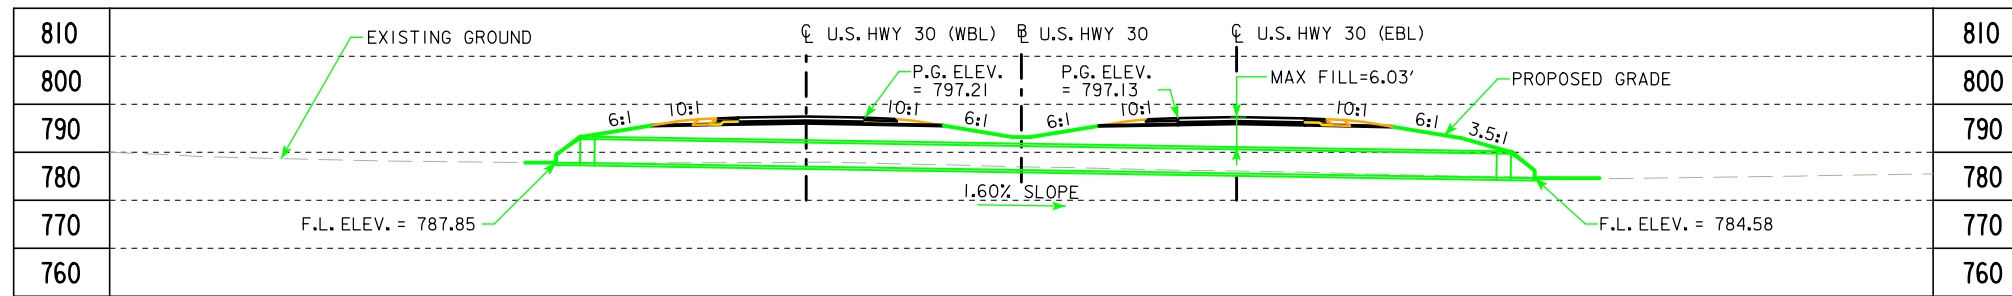 810 ℄ U.S. HWY 30 (WBL) ℄ U.S. HWY 30 ℄ U.S. HWY 30 (EBL) 810
EXISTING GROUND
800 P.G. ELEV. P.G. ELEV. MAX FILL=6.03' PROPOSED GRADE 800
= 797.21 = 797.13
790 6:1 10:1 10:1 6:1 6:1 10:1 10:1 6:1 3.5:1 790
780 780
1.60% SLOPE
770 F.L. ELEV. = 787.85 F.L. ELEV. = 784.58 770
760 760